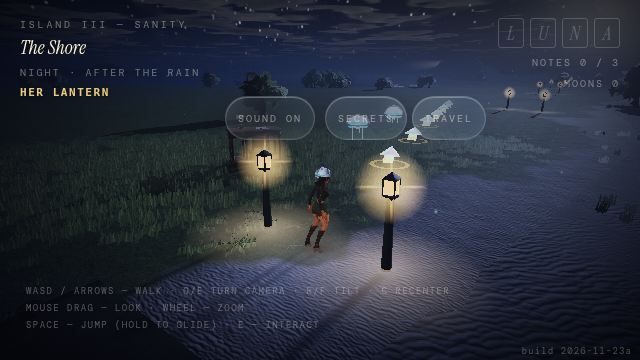 ISLAND III — SANITY
The Shore
NIGHT · AFTER THE RAIN
HER LANTERN
L U N A
NOTES 0 / 3
MOONS 0
SOUND ON
SECRETS
TRAVEL
WASD / ARROWS — WALK · Q/E TURN CAMERA · R/F TILT · C RECENTER
MOUSE DRAG — LOOK · WHEEL — ZOOM
SPACE — JUMP (HOLD TO GLIDE) · E — INTERACT
build 2026-11-23a